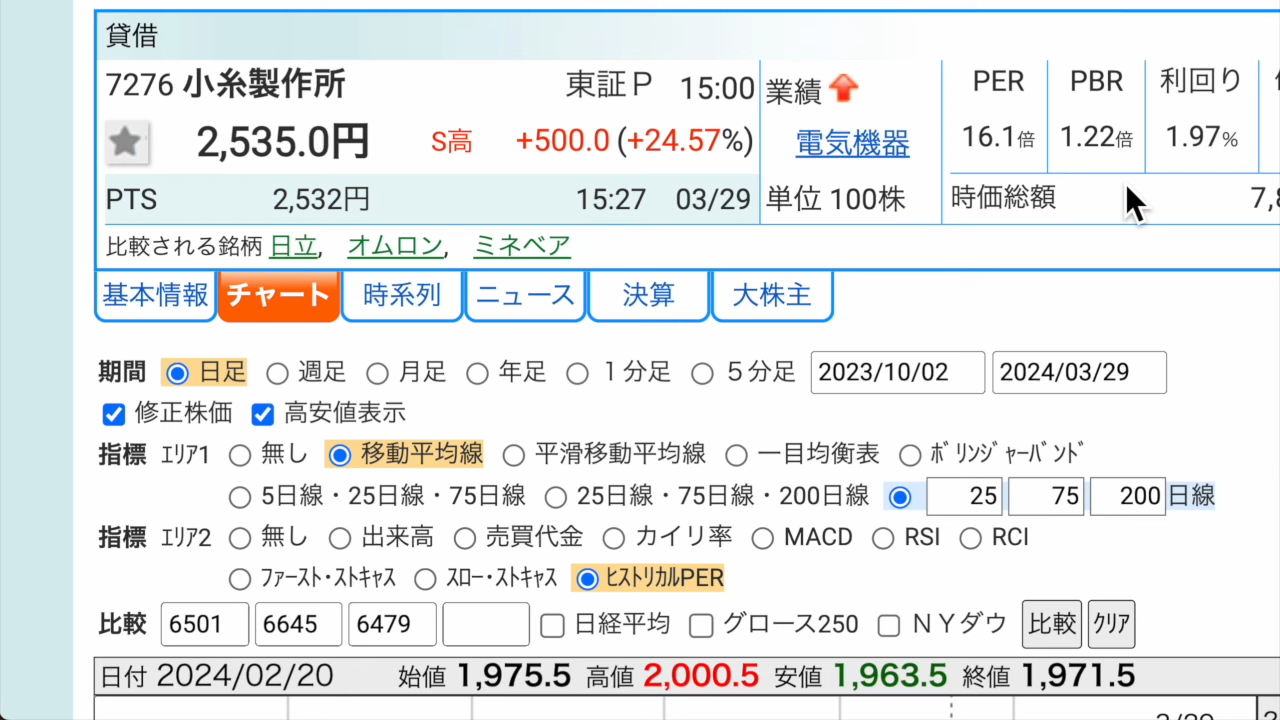 貸借
7276 小糸製作所 東証Ｐ 15:00 業績 PER PBR 利回り
2,535.0円 S高 +500.0 (+24.57%) 電気機器 16.1倍 1.22倍 1.97%
PTS 2,532円 15:27 03/29 単位 100株 時価総額
比較される銘柄 日立, オムロン, ミネベア
基本情報 チャート 時系列 ニュース 決算 大株主
期間 日足 週足 月足 年足 １分足 ５分足 2023/10/02 2024/03/29
修正株価 高安値表示
指標 ｴﾘｱ1 無し 移動平均線 平滑移動平均線 一目均衡表 ﾎﾞﾘﾝｼﾞｬｰﾊﾞﾝﾄﾞ
5日線・25日線・75日線 25日線・75日線・200日線 25 75 200 日線
指標 ｴﾘｱ2 無し 出来高 売買代金 カイリ率 MACD RSI RCI
ﾌｧｰｽﾄ・ｽﾄｷｬｽ ｽﾛｰ・ｽﾄｷｬｽ ﾋｽﾄﾘｶﾙPER
比較 6501 6645 6479 日経平均 グロース250 ＮＹダウ 比較 ｸﾘｱ
日付 2024/02/20 始値 1,975.5 高値 2,000.5 安値 1,963.5 終値 1,971.5